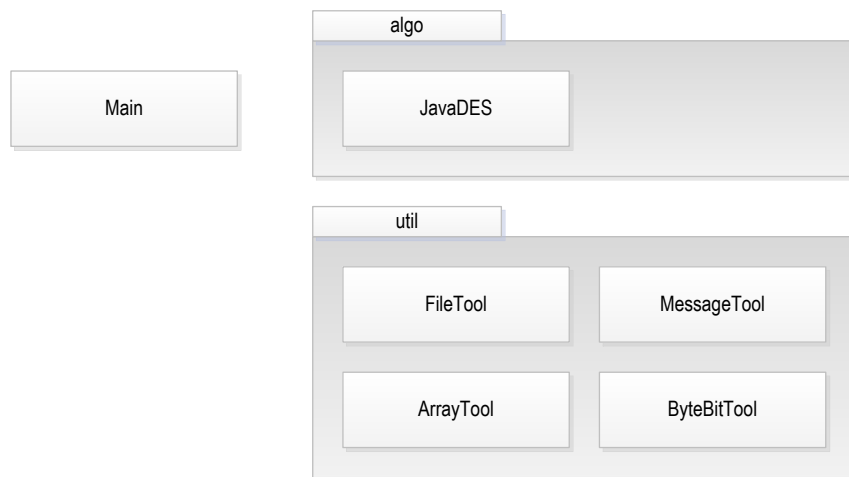 algo
Main
JavaDES
util
FileTool
MessageTool
ArrayTool
ByteBitTool